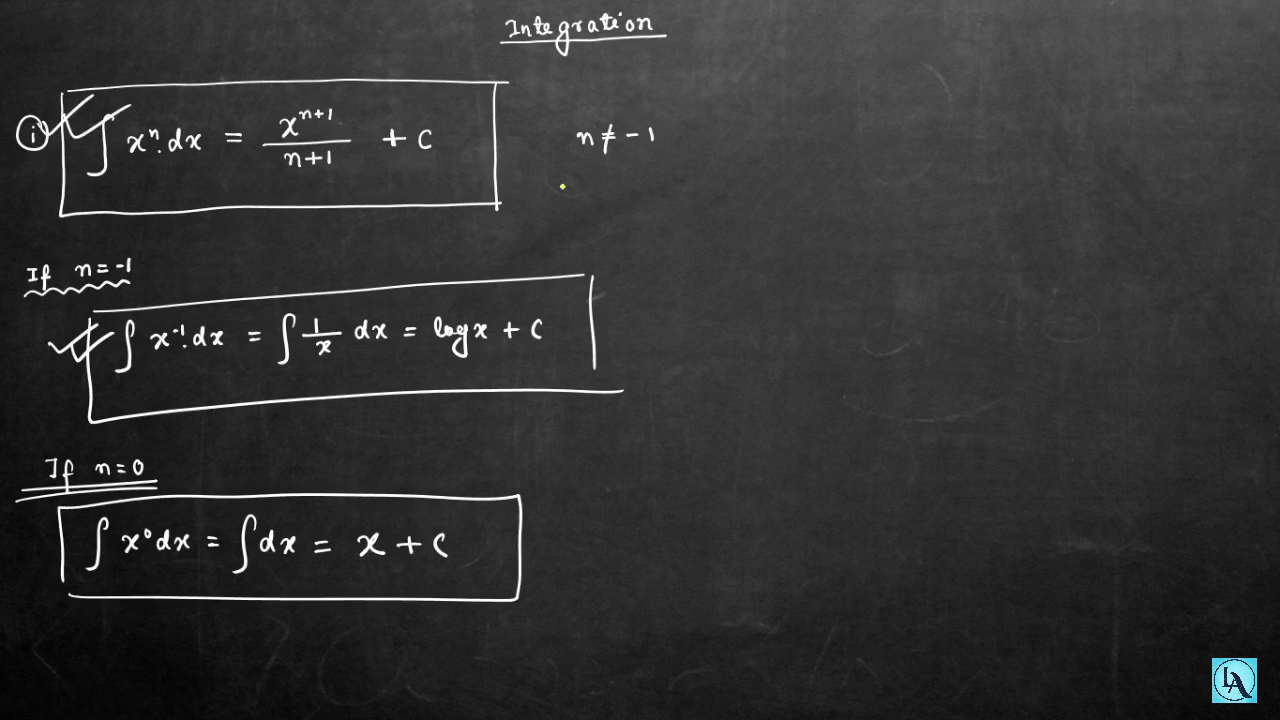 Integration
(i) ∫ xⁿ. dx = xⁿ⁺¹/n+1 + c n ≠ -1
If n = -1
∫ x⁻¹. dx = ∫ 1/x dx = log x + c
If n = 0
∫ x⁰ dx = ∫ dx = x + c
LA